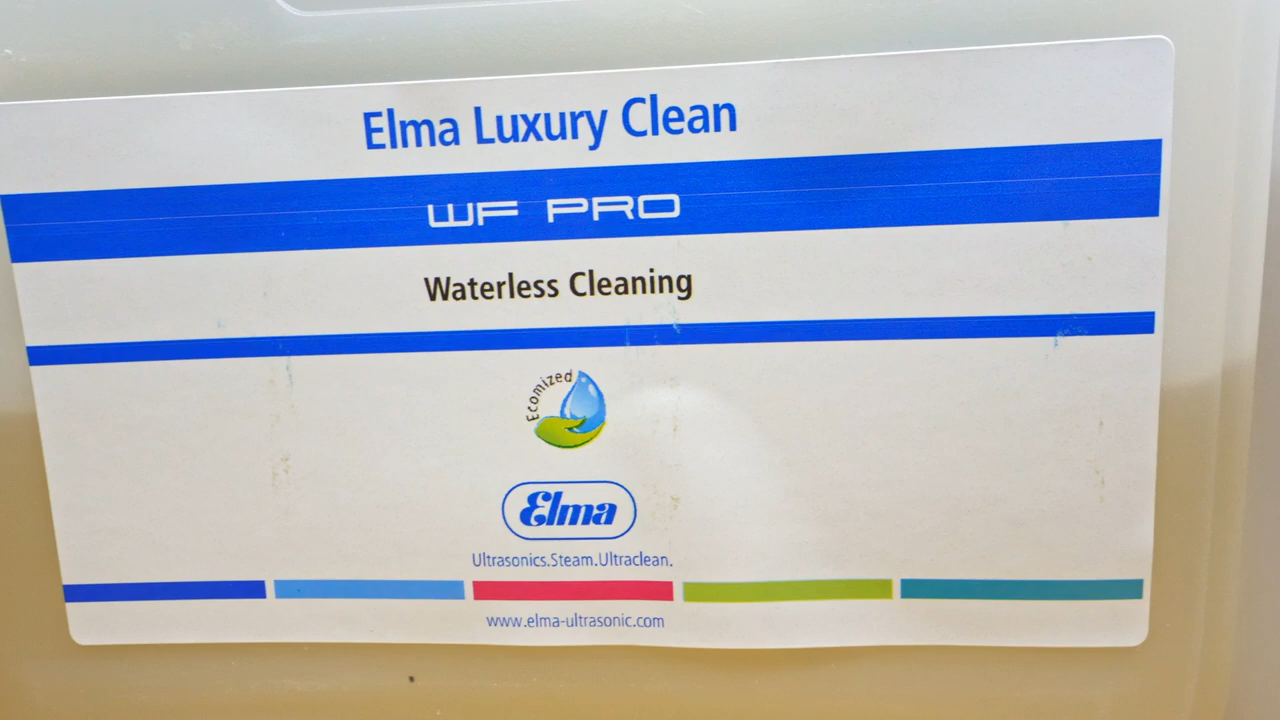 Elma Luxury Clean
WF PRO
Waterless Cleaning
Ecomized
Elma
Ultrasonics.Steam.Ultraclean.
www.elma-ultrasonic.com